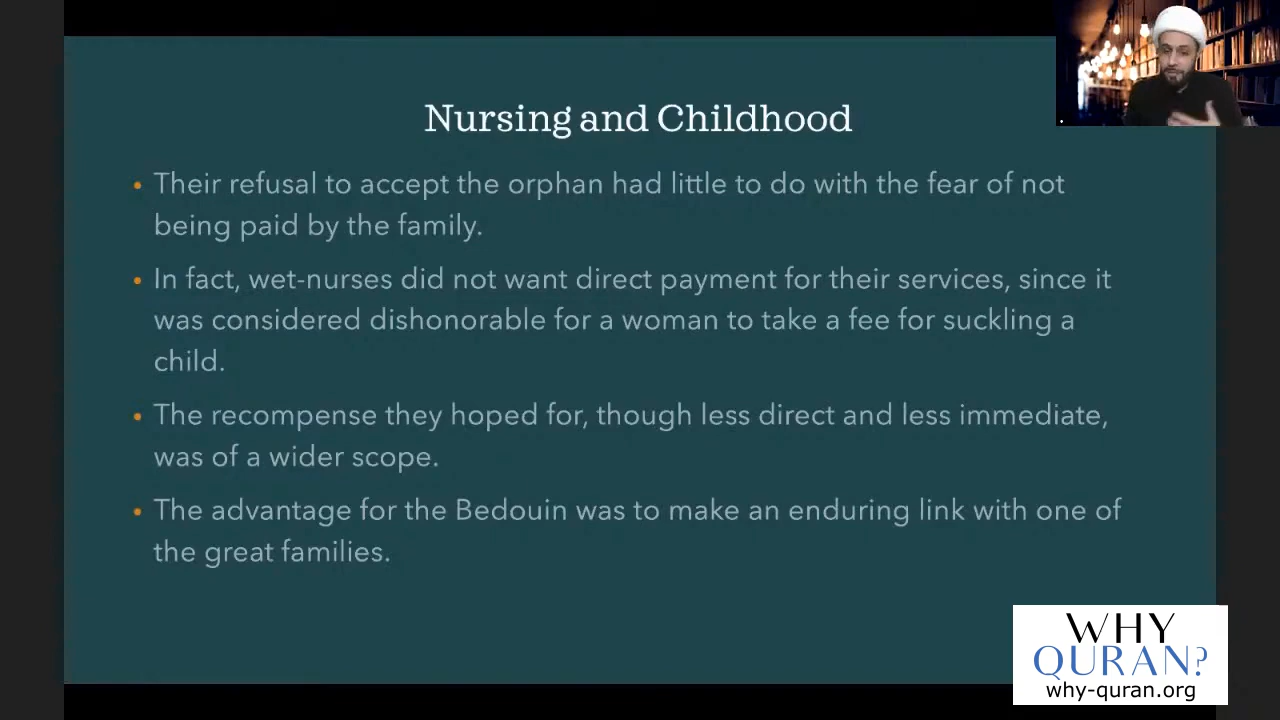 Nursing and Childhood
• Their refusal to accept the orphan had little to do with the fear of not
being paid by the family.
• In fact, wet-nurses did not want direct payment for their services, since it
was considered dishonorable for a woman to take a fee for suckling a
child.
• The recompense they hoped for, though less direct and less immediate,
was of a wider scope.
• The advantage for the Bedouin was to make an enduring link with one of
the great families.
WHY
QURAN?
why-quran.org